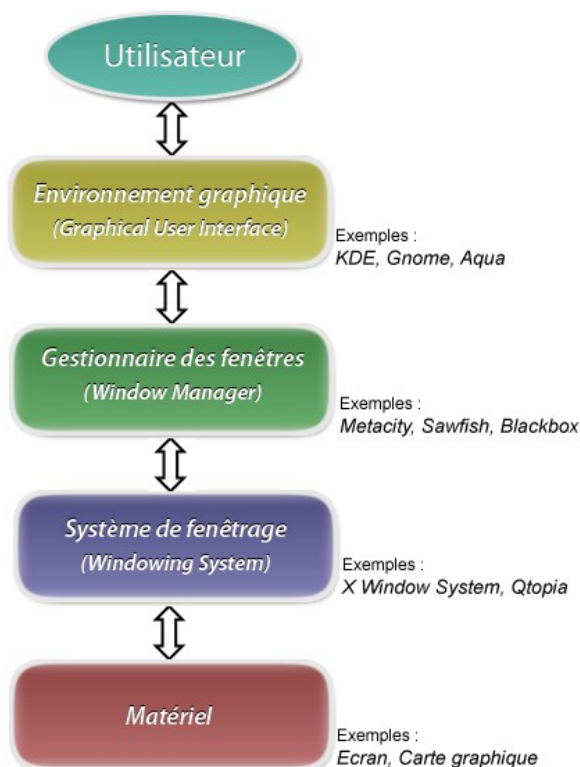 Utilisateur
Environnement graphique
(Graphical User Interface)
Exemples :
KDE, Gnome, Aqua
Gestionnaire des fenêtres
(Window Manager)
Exemples :
Metacity, Sawfish, Blackbox
Système de fenêtrage
(Windowing System)
Exemples :
X Window System, Qtopia
Matériel
Exemples :
Ecran, Carte graphique